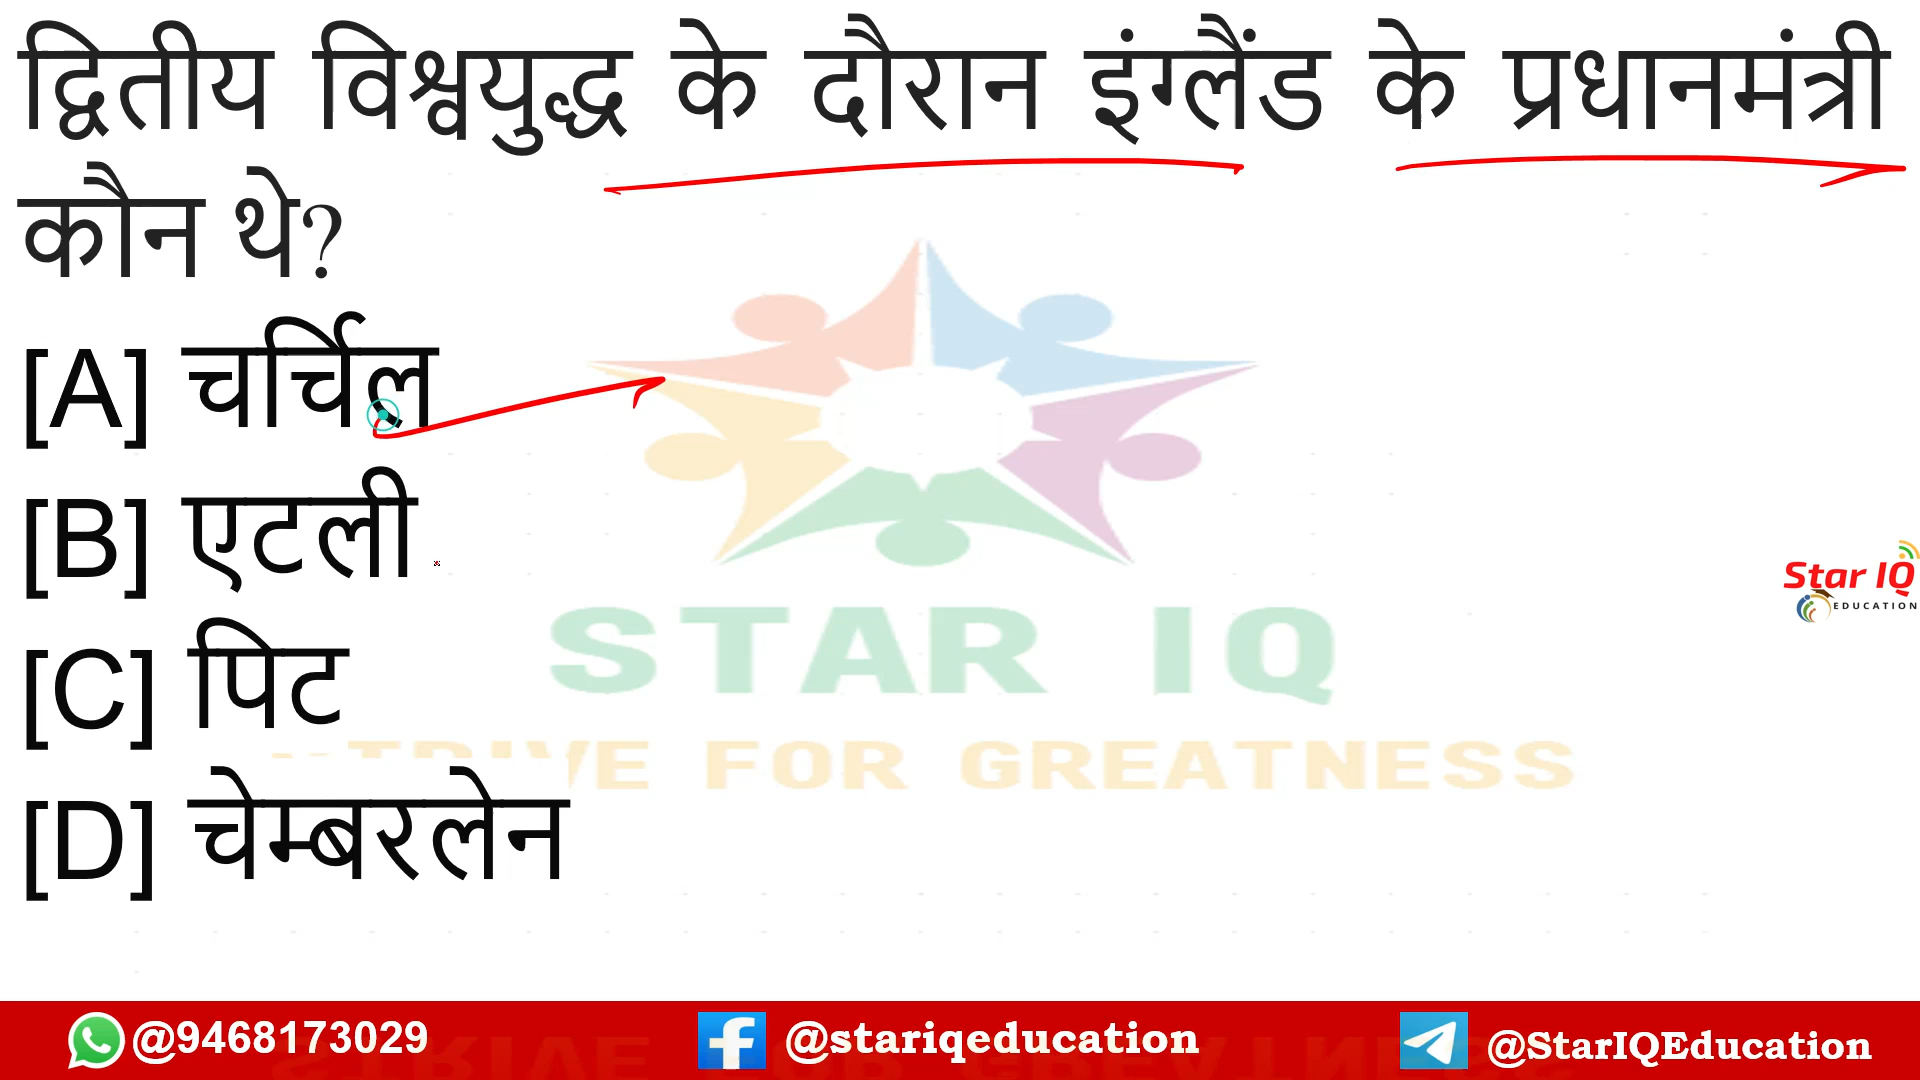 द्वितीय विश्वयुद्ध के दौरान इंग्लैंड के प्रधानमंत्री
कौन थे?
[A] चर्चिल
[B] एटली
[C] पिट
[D] चेम्बरलेन
STAR IQ
STRIVE FOR GREATNESS
Star IQ
EDUCATION
@9468173029
@stariqeducation
@StarIQEducation